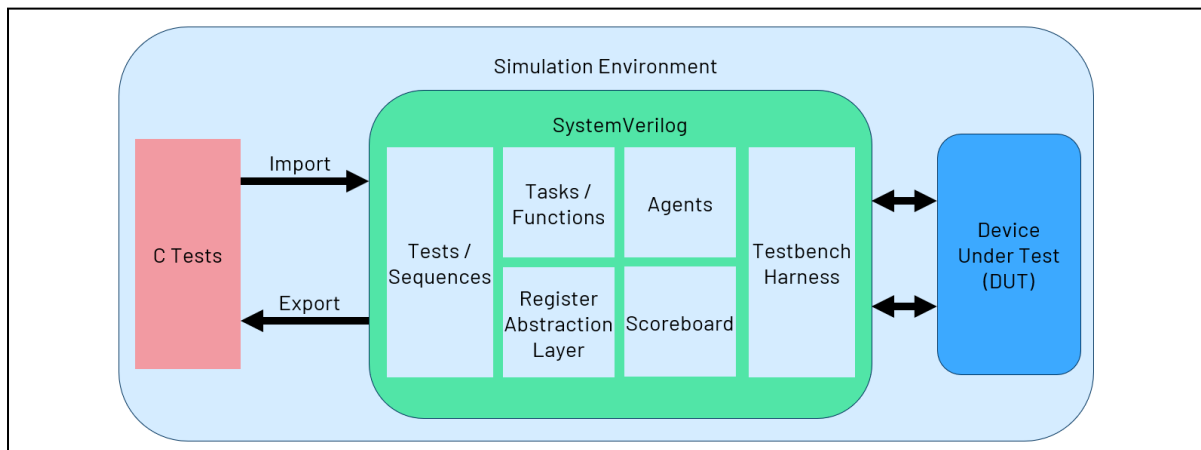 Simulation Environment
SystemVerilog
C Tests
Import
Export
Tests /
Sequences
Tasks /
Functions
Agents
Register
Abstraction
Layer
Scoreboard
Testbench
Harness
Device
Under Test
(DUT)